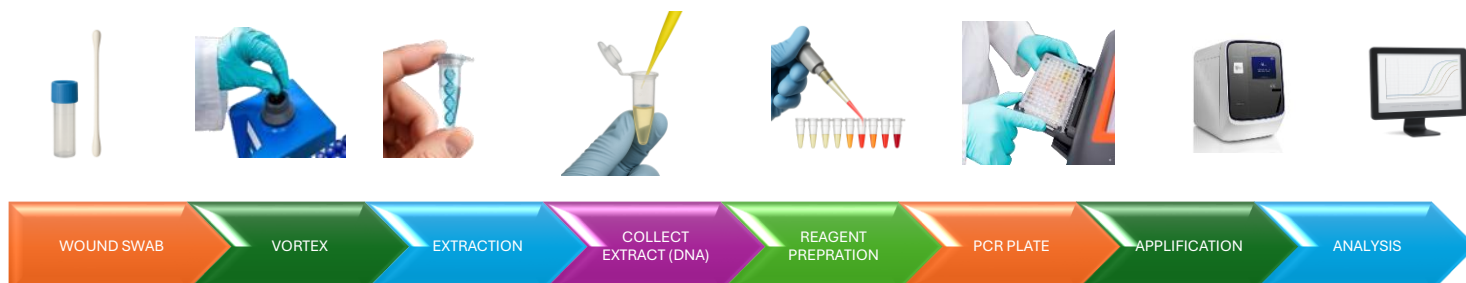 WOUND SWAB
VORTEX
EXTRACTION
COLLECT
EXTRACT (DNA)
REAGENT
PREPRATION
PCR PLATE
APPLIFICATION
ANALYSIS